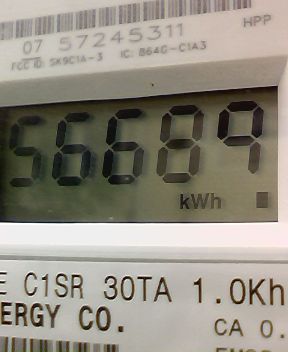 HPP
07 57245311
FCC ID: SK9C1A-3 IC: 864G-C1A3
56689
kWh
E C1SR 30TA 1.0Kh
ERGY CO.
CA 0.